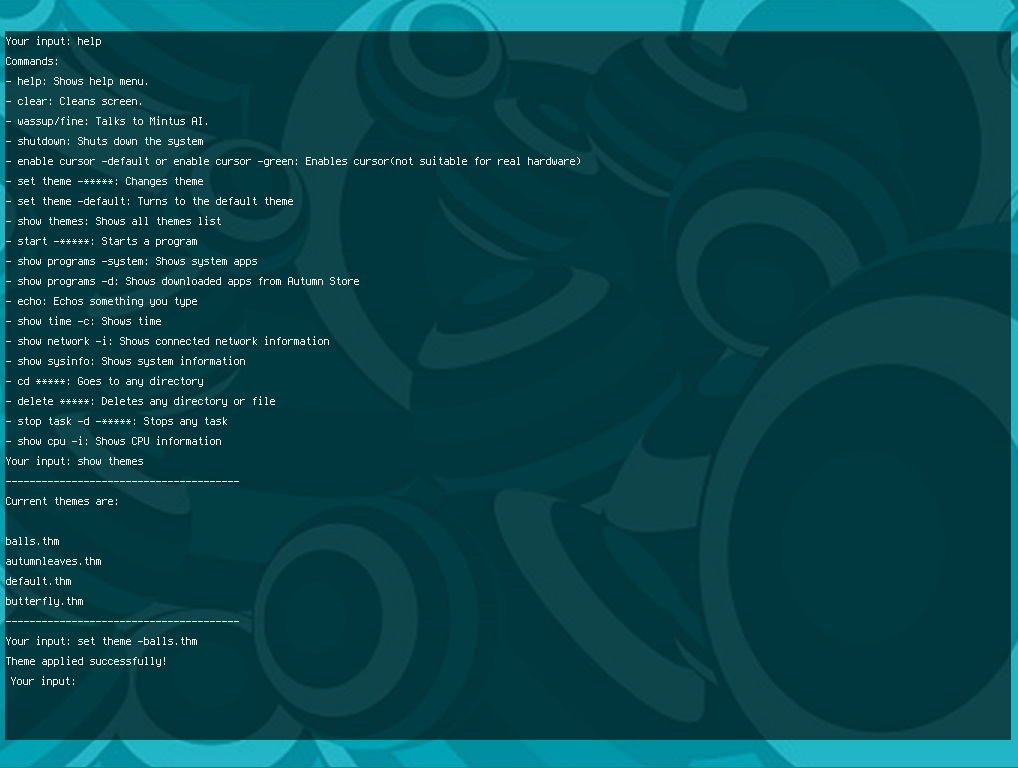 Your input: help
Commands:
- help: Shows help menu.
- clear: Cleans screen.
- wassup/fine: Talks to Mintus AI.
- shutdown: Shuts down the system
- enable cursor -default or enable cursor -green: Enables cursor(not suitable for real hardware)
- set theme -*****: Changes theme
- set theme -default: Turns to the default theme
- show themes: Shows all themes list
- start -*****: Starts a program
- show programs -system: Shows system apps
- show programs -d: Shows downloaded apps from Autumn Store
- echo: Echos something you type
- show time -c: Shows time
- show network -i: Shows connected network information
- show sysinfo: Shows system information
- cd *****: Goes to any directory
- delete *****: Deletes any directory or file
- stop task -d -*****: Stops any task
- show cpu -i: Shows CPU information
Your input: show themes
---------------------------------------
Current themes are:
balls.thm
autumnleaves.thm
default.thm
butterfly.thm
---------------------------------------
Your input: set theme -balls.thm
Theme applied successfully!
Your input: